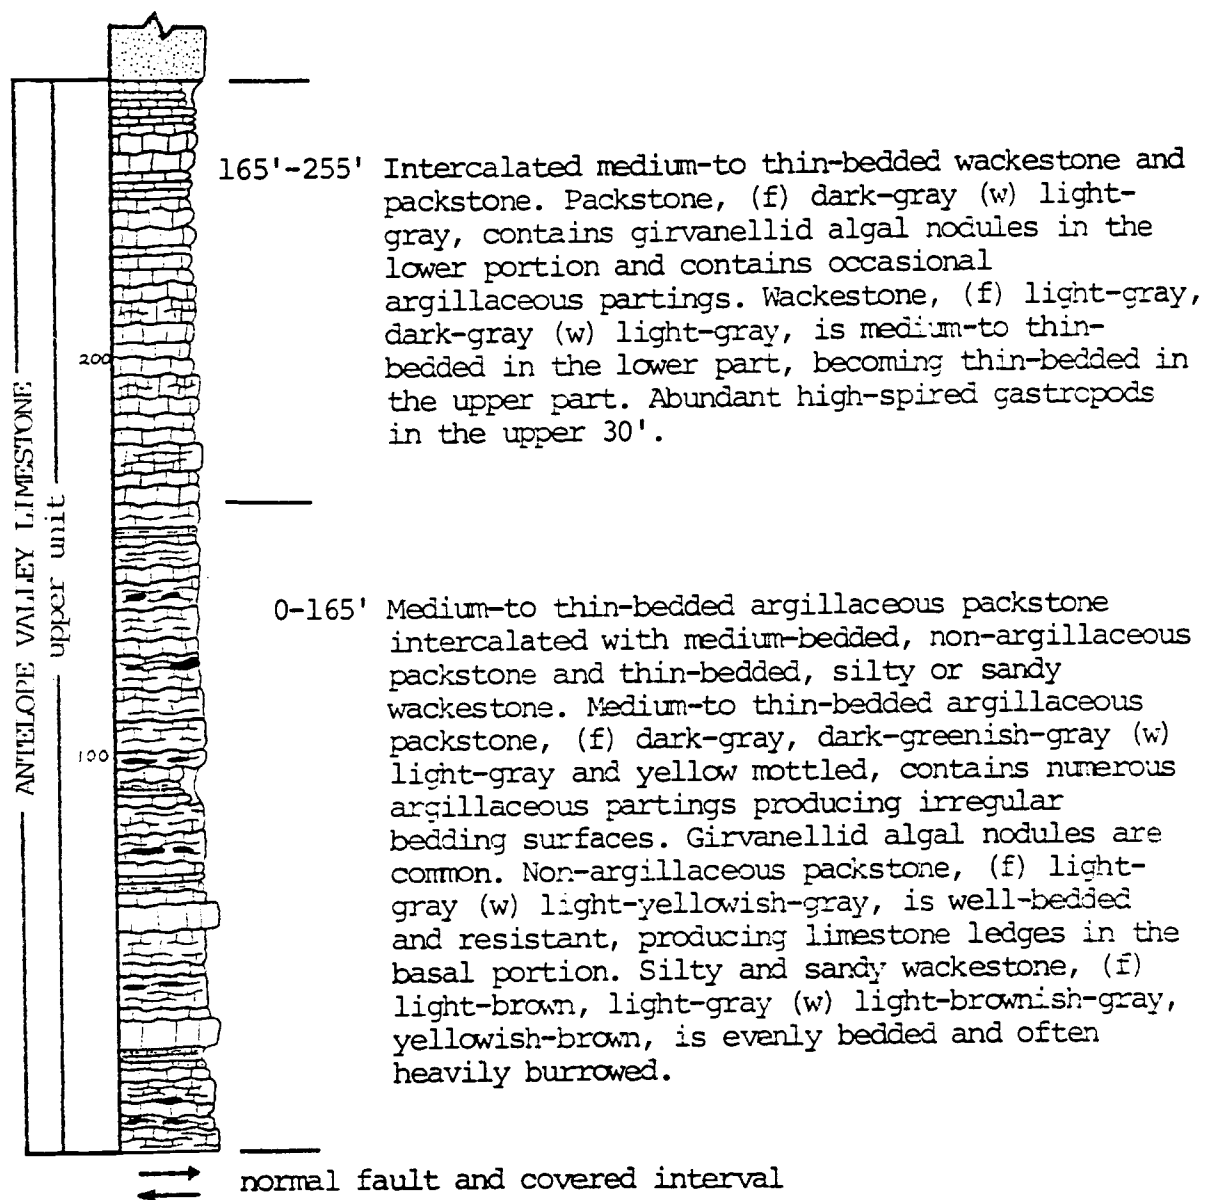 165'-255' Intercalated medium-to thin-bedded wackestone and
packstone. Packstone, (f) dark-gray (w) light-
gray, contains girvanellid algal nodules in the
lower portion and contains occasional
argillaceous partings. Wackestone, (f) light-gray,
dark-gray (w) light-gray, is medium-to thin-
bedded in the lower part, becoming thin-bedded in
the upper part. Abundant high-spired gastropods
in the upper 30'.
200
ANTELOPE VALLEY LIMESTONE
upper unit
100
0-165' Medium-to thin-bedded argillaceous packstone
intercalated with medium-bedded, non-argillaceous
packstone and thin-bedded, silty or sandy
wackestone. Medium-to thin-bedded argillaceous
packstone, (f) dark-gray, dark-greenish-gray (w)
light-gray and yellow mottled, contains numerous
argillaceous partings producing irregular
bedding surfaces. Girvanellid algal nodules are
common. Non-argillaceous packstone, (f) light-
gray (w) light-yellowish-gray, is well-bedded
and resistant, producing limestone ledges in the
basal portion. Silty and sandy wackestone, (f)
light-brown, light-gray (w) light-brownish-gray,
yellowish-brown, is evenly bedded and often
heavily burrowed.
normal fault and covered interval